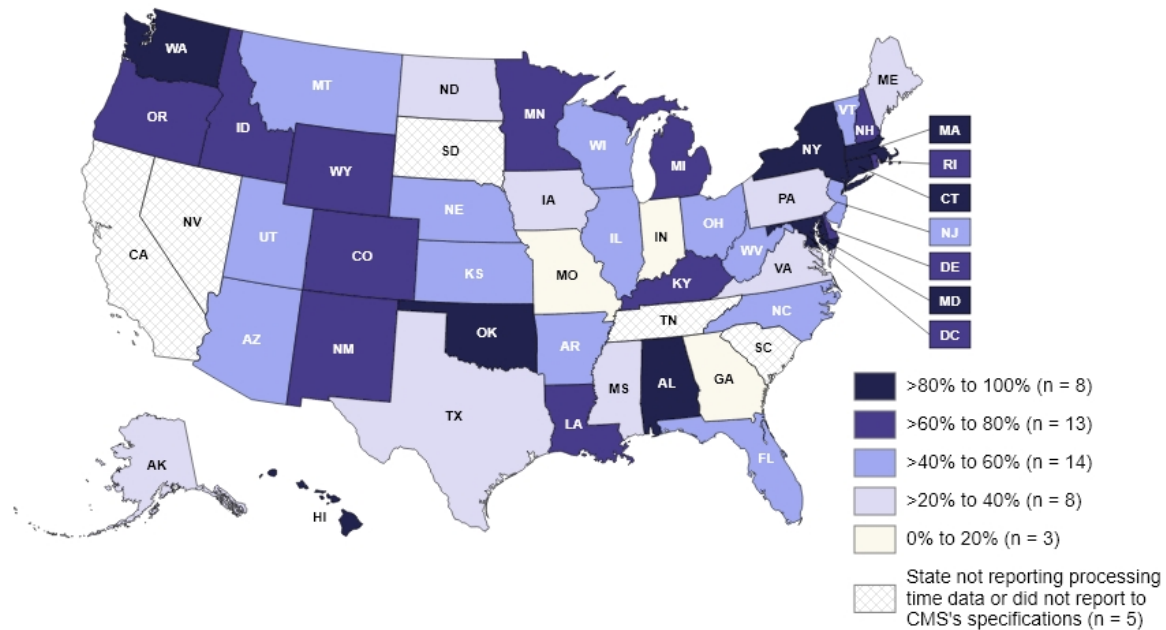 WA
MT
ND
ME
OR
ID
MN
VT
NH
MA
SD
WI
NY
WY
MI
RI
IA
PA
CT
NE
NV
OH
NJ
UT
IL
IN
WV
CA
CO
KS
MO
VA
DE
KY
MD
NC
TN
DC
AZ
NM
OK
AR
SC
MS
AL
GA
TX
LA
FL
AK
HI
>80% to 100% (n = 8)
>60% to 80% (n = 13)
>40% to 60% (n = 14)
>20% to 40% (n = 8)
0% to 20% (n = 3)
State not reporting processing
time data or did not report to
CMS's specifications (n = 5)